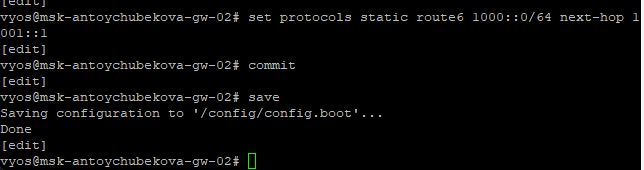 [edit]
vyos@msk-antoychubekova-gw-02# set protocols static route6 1000::0/64 next-hop 1
001::1
[edit]
vyos@msk-antoychubekova-gw-02# commit
[edit]
vyos@msk-antoychubekova-gw-02# save
Saving configuration to '/config/config.boot'...
Done
[edit]
vyos@msk-antoychubekova-gw-02#